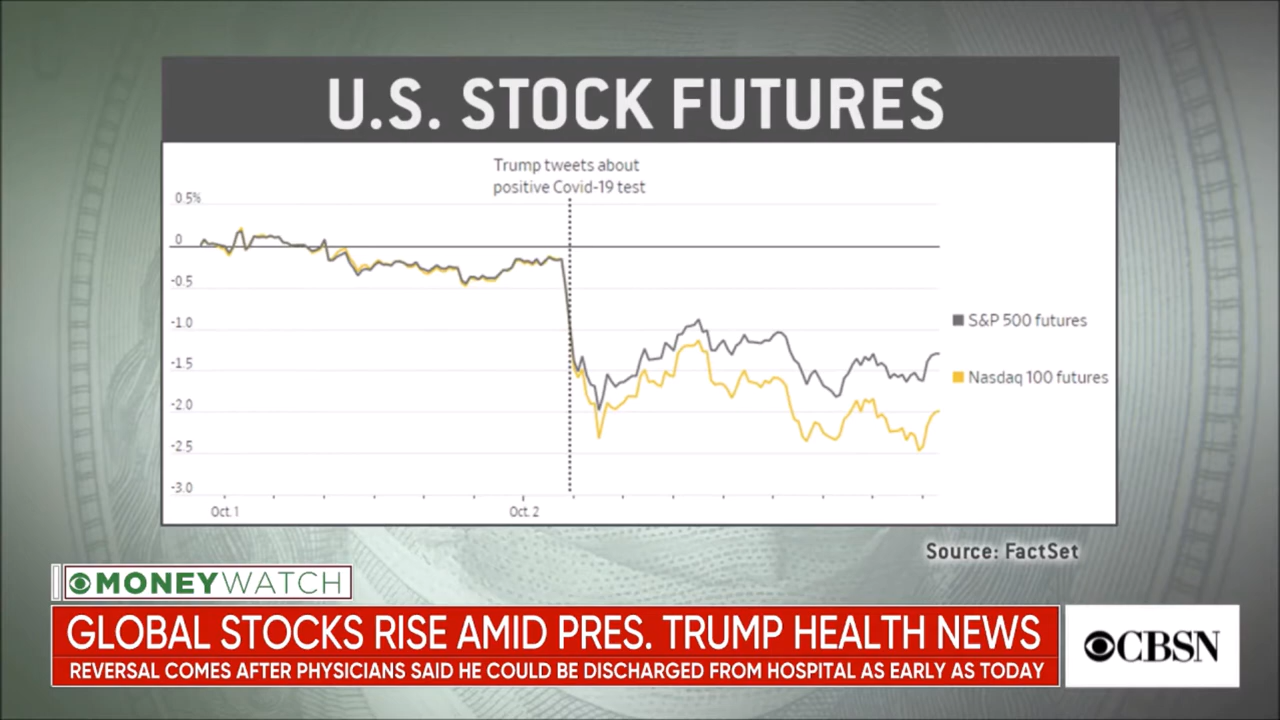 U.S. STOCK FUTURES
Trump tweets about
positive Covid-19 test
0.5%
0
-0.5
-1.0
-1.5
-2.0
-2.5
-3.0
Oct. 1
Oct. 2
S&P 500 futures
Nasdaq 100 futures
Source: FactSet
MONEYWATCH
GLOBAL STOCKS RISE AMID PRES. TRUMP HEALTH NEWS
REVERSAL COMES AFTER PHYSICIANS SAID HE COULD BE DISCHARGED FROM HOSPITAL AS EARLY AS TODAY
CBSN